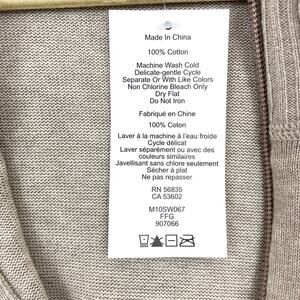 Made In China
100% Cotton
Machine Wash Cold
Delicate-gentle Cycle
Separate Or With Like Colors
Non Chlorine Bleach Only
Dry Flat
Do Not Iron
Fabriqué en Chine
100% Coton
Laver à la machine à l'eau froide
Cycle délicat
Laver séparément ou avec des
couleurs similaires
Javellisant sans chlore seulement
Sécher à plat
Ne pas repasser
RN 56835
CA 53602
M10SW067
FFG
907066